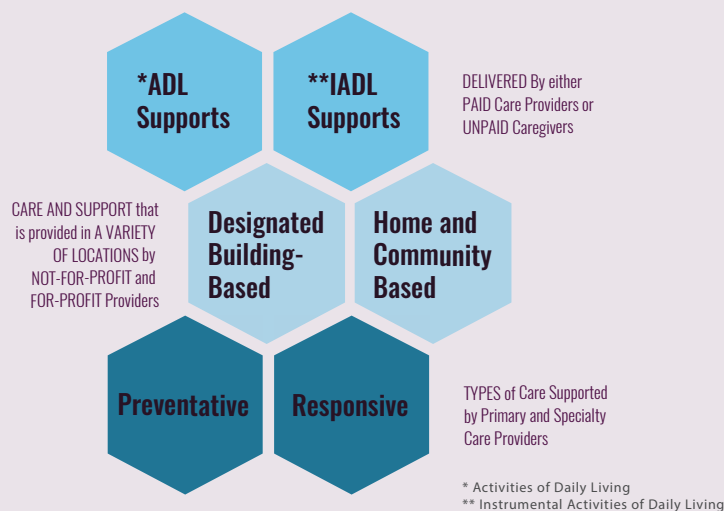 *ADL
Supports
**IADL
Supports
DELIVERED By either
PAID Care Providers or
UNPAID Caregivers
CARE AND SUPPORT that
is provided in A VARIETY
OF LOCATIONS by
NOT-FOR-PROFIT and
FOR-PROFIT Providers
Designated
Building-
Based
Home and
Community
Based
Preventative
Responsive
TYPES of Care Supported
by Primary and Specialty
Care Providers
* Activities of Daily Living
** Instrumental Activities of Daily Living